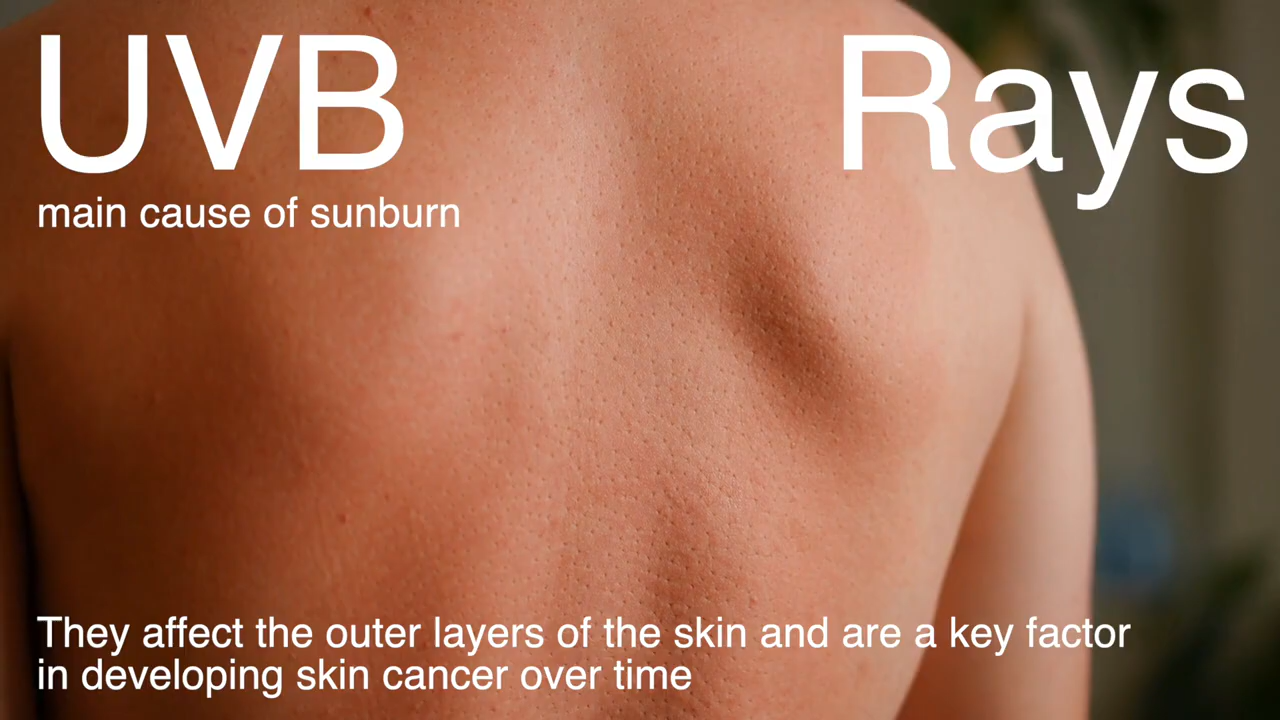 UVB Rays
main cause of sunburn
They affect the outer layers of the skin and are a key factor
in developing skin cancer over time